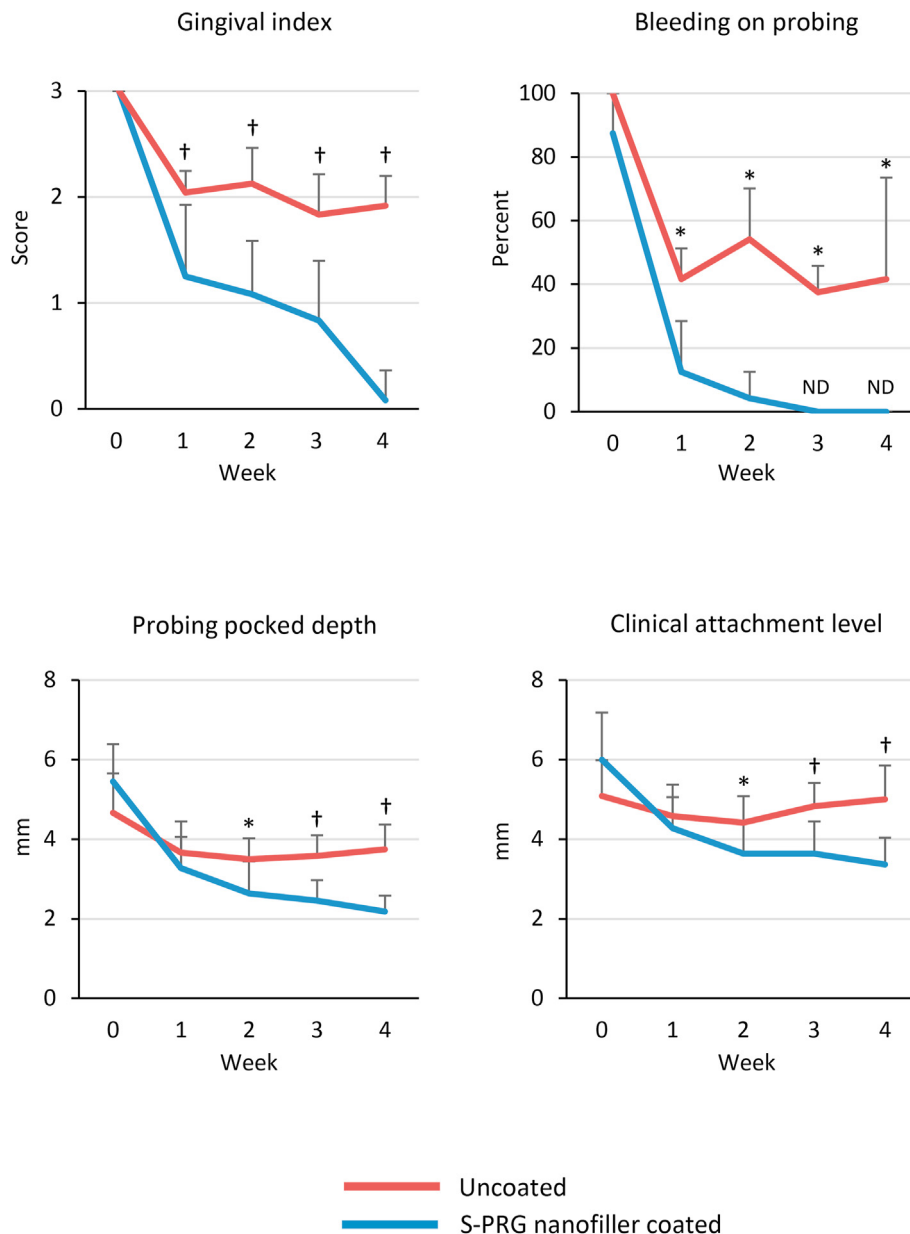 Gingival index
3
2
1
0
Score
† † † †
0 1 2 3 4
Week
Bleeding on probing
100
80
60
40
20
0
Percent
* * * *
ND ND
0 1 2 3 4
Week
Probing pocked depth
8
6
4
2
0
mm
* † †
0 1 2 3 4
Week
Clinical attachment level
8
6
4
2
0
mm
* † †
0 1 2 3 4
Week
Uncoated
S-PRG nanofiller coated